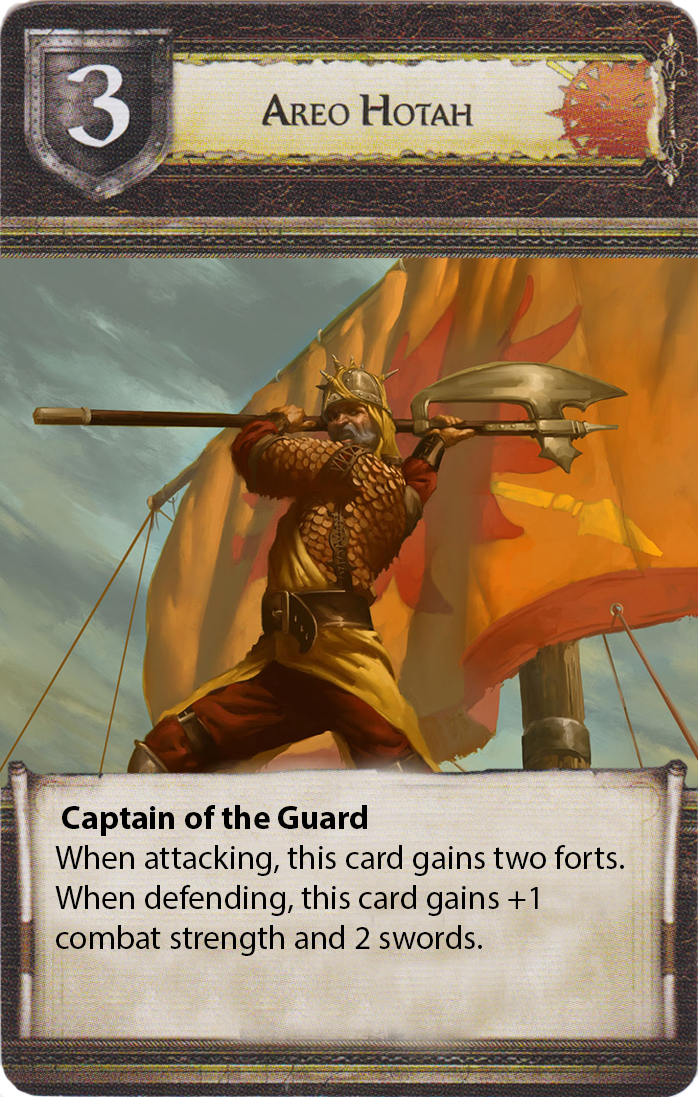 3
Areo Hotah
Captain of the Guard
When attacking, this card gains two forts.
When defending, this card gains +1
combat strength and 2 swords.